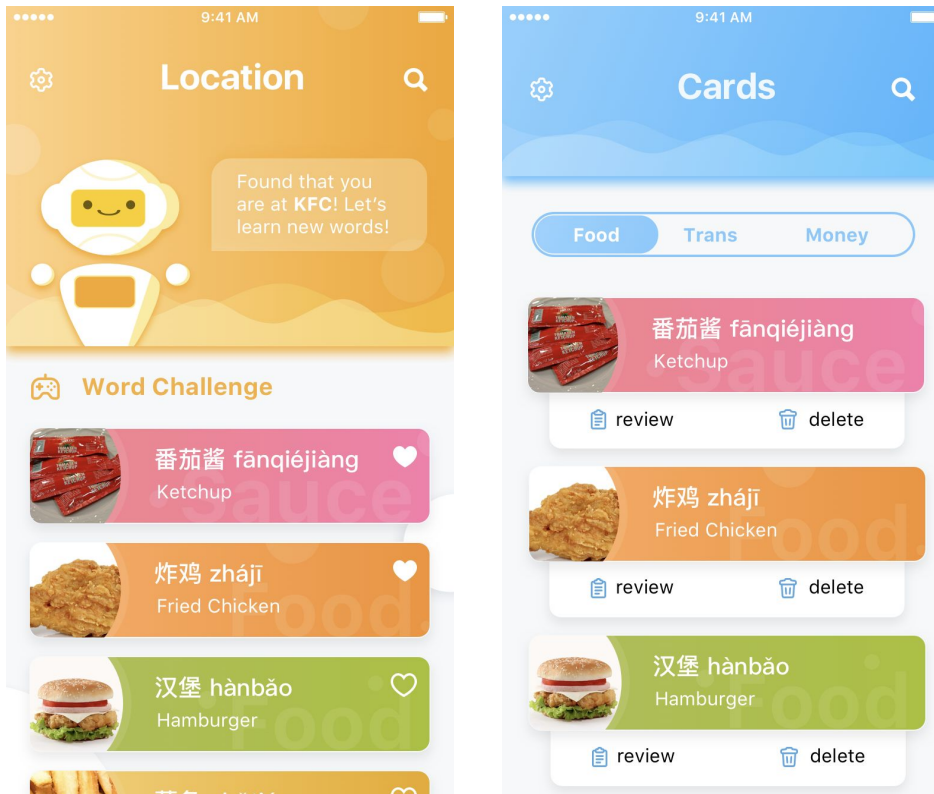 9:41 AM
Location
Found that you
are at KFC! Let's
learn new words!
Word Challenge
番茄酱 fānqiéjiàng
Ketchup
Sauce
炸鸡 zhájī
Fried Chicken
Food
汉堡 hànbǎo
Hamburger
Food
9:41 AM
Cards
Food Trans Money
番茄酱 fānqiéjiàng
Ketchup
Sauce
review delete
炸鸡 zhájī
Fried Chicken
Food
review delete
汉堡 hànbǎo
Hamburger
Food
review delete